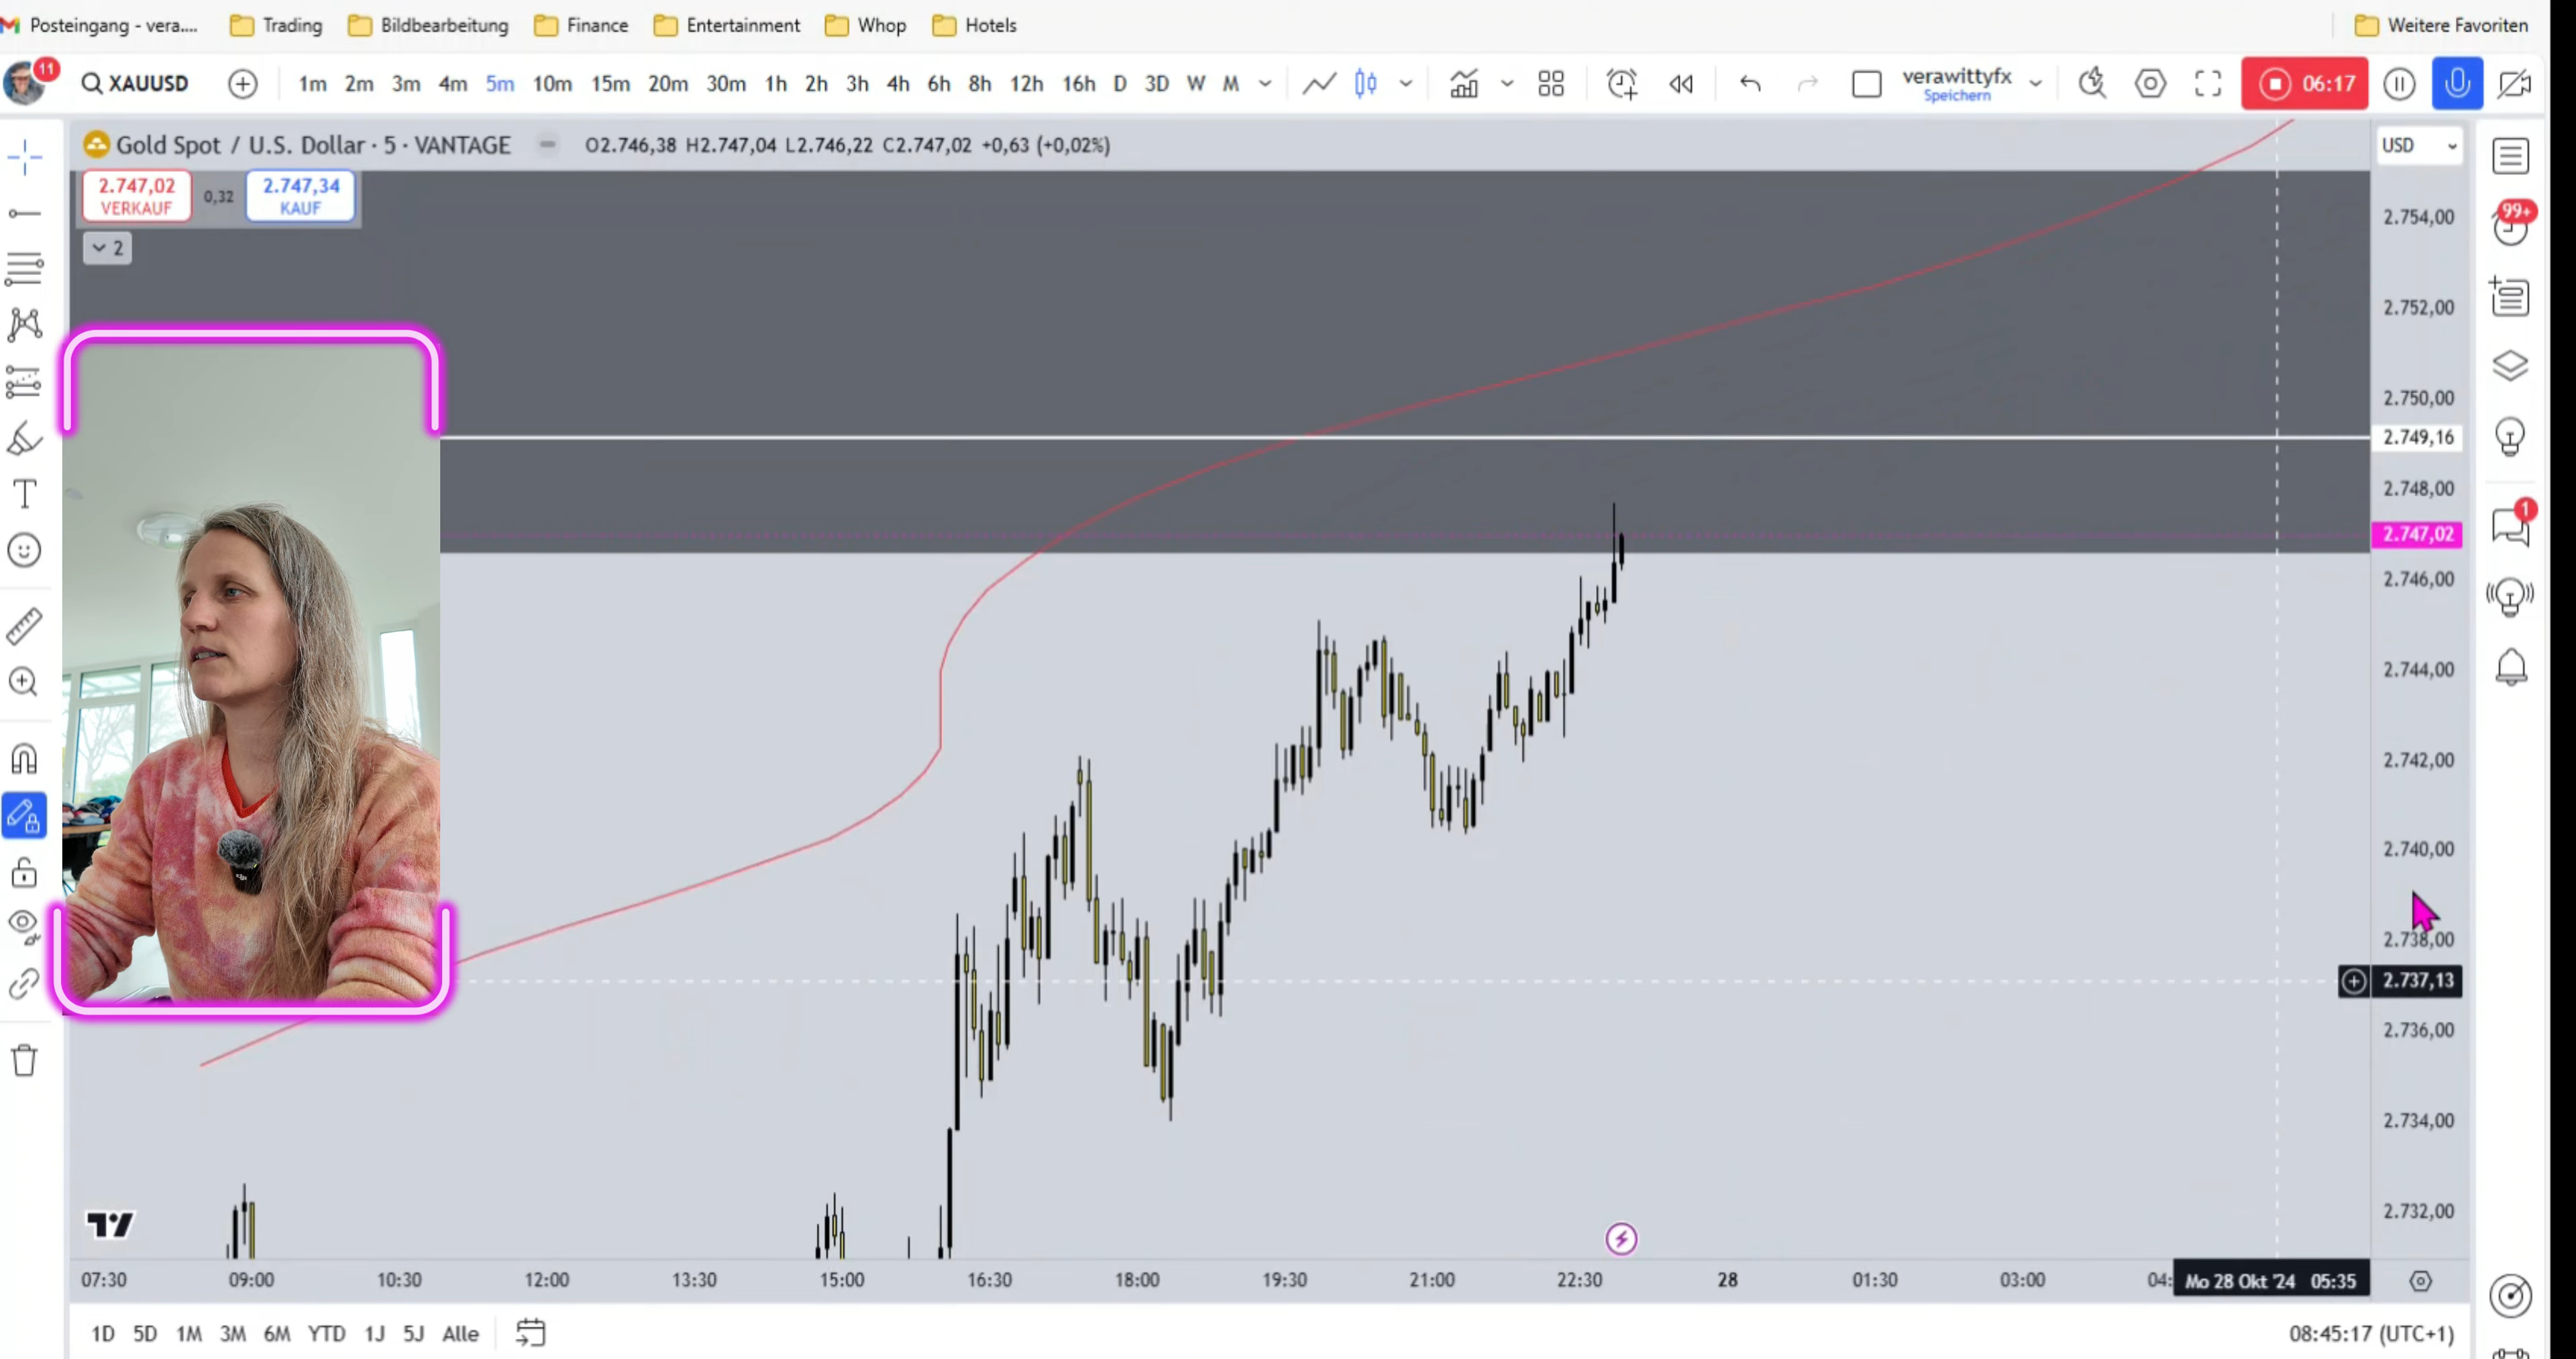 Posteingang - vera.... Trading Bildbearbeitung Finance Entertainment Whop Hotels Weitere Favoriten
11 XAUUSD 1m 2m 3m 4m 5m 10m 15m 20m 30m 1h 2h 3h 4h 6h 8h 12h 16h D 3D W M verawittyfx 06:17
Speichern
Gold Spot / U.S. Dollar · 5 · VANTAGE O2.746,38 H2.747,04 L2.746,22 C2.747,02 +0,63 (+0,02%) USD
2.747,02 0,32 2.747,34
VERKAUF KAUF
99+
2.754,00
2
2.752,00
2.750,00
2.749,16
2.748,00
1
2.747,02
2.746,00
2.744,00
2.742,00
2.740,00
2.738,00
2.737,13
2.736,00
2.734,00
2.732,00
07:30 09:00 10:30 12:00 13:30 15:00 16:30 18:00 19:30 21:00 22:30 28 01:30 03:00 04: Mo 28 Okt '24 05:35
1D 5D 1M 3M 6M YTD 1J 5J Alle 08:45:17 (UTC+1)